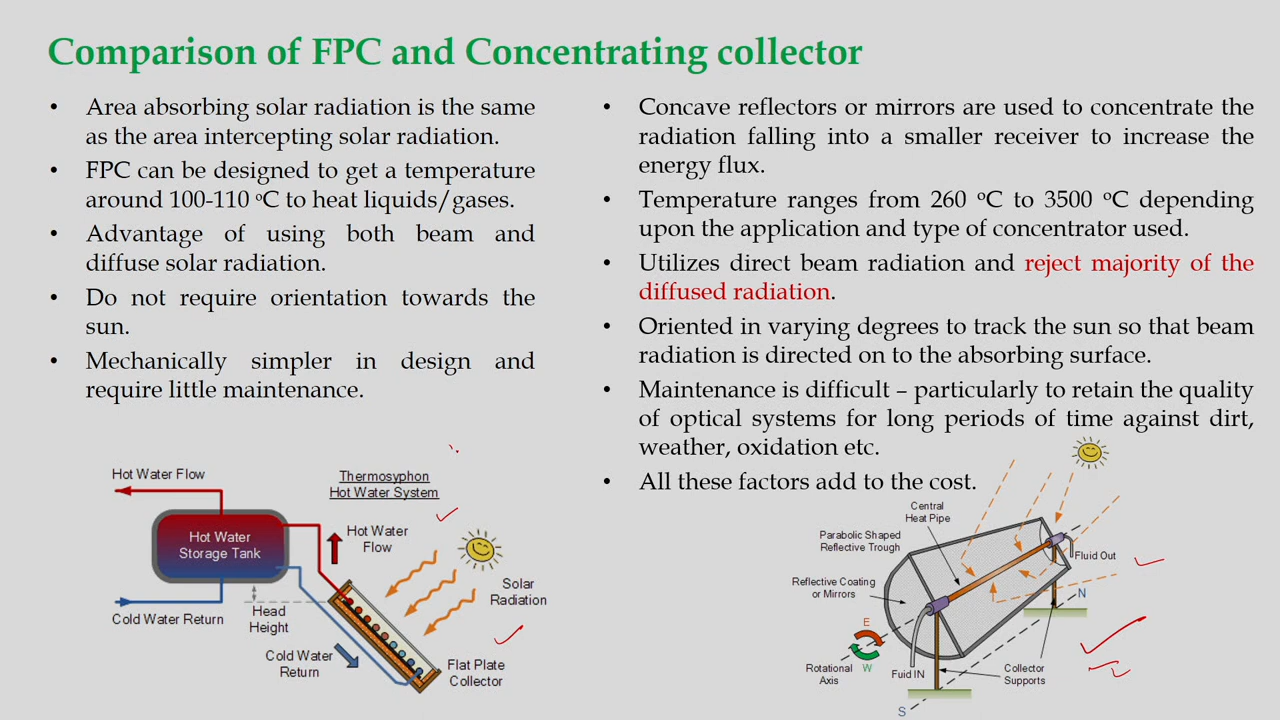 Comparison of FPC and Concentrating collector
• Area absorbing solar radiation is the same
as the area intercepting solar radiation.
• FPC can be designed to get a temperature
around 100-110 ᵒC to heat liquids/gases.
• Advantage of using both beam and
diffuse solar radiation.
• Do not require orientation towards the
sun.
• Mechanically simpler in design and
require little maintenance.
• Concave reflectors or mirrors are used to concentrate the
radiation falling into a smaller receiver to increase the
energy flux.
• Temperature ranges from 260 ᵒC to 3500 ᵒC depending
upon the application and type of concentrator used.
• Utilizes direct beam radiation and reject majority of the
diffused radiation.
• Oriented in varying degrees to track the sun so that beam
radiation is directed on to the absorbing surface.
• Maintenance is difficult – particularly to retain the quality
of optical systems for long periods of time against dirt,
weather, oxidation etc.
• All these factors add to the cost.
Hot Water Flow
Thermosyphon
Hot Water System
Hot Water
Storage Tank
Hot Water
Flow
Solar
Radiation
Cold Water Return
Head
Height
Cold Water
Return
Flat Plate
Collector
Central
Heat Pipe
Parabolic Shaped
Reflective Trough
Fluid Out
Reflective Coating
or Mirrors
N
E
W
Rotational
Axis
Fuid IN
Collector
Supports
S